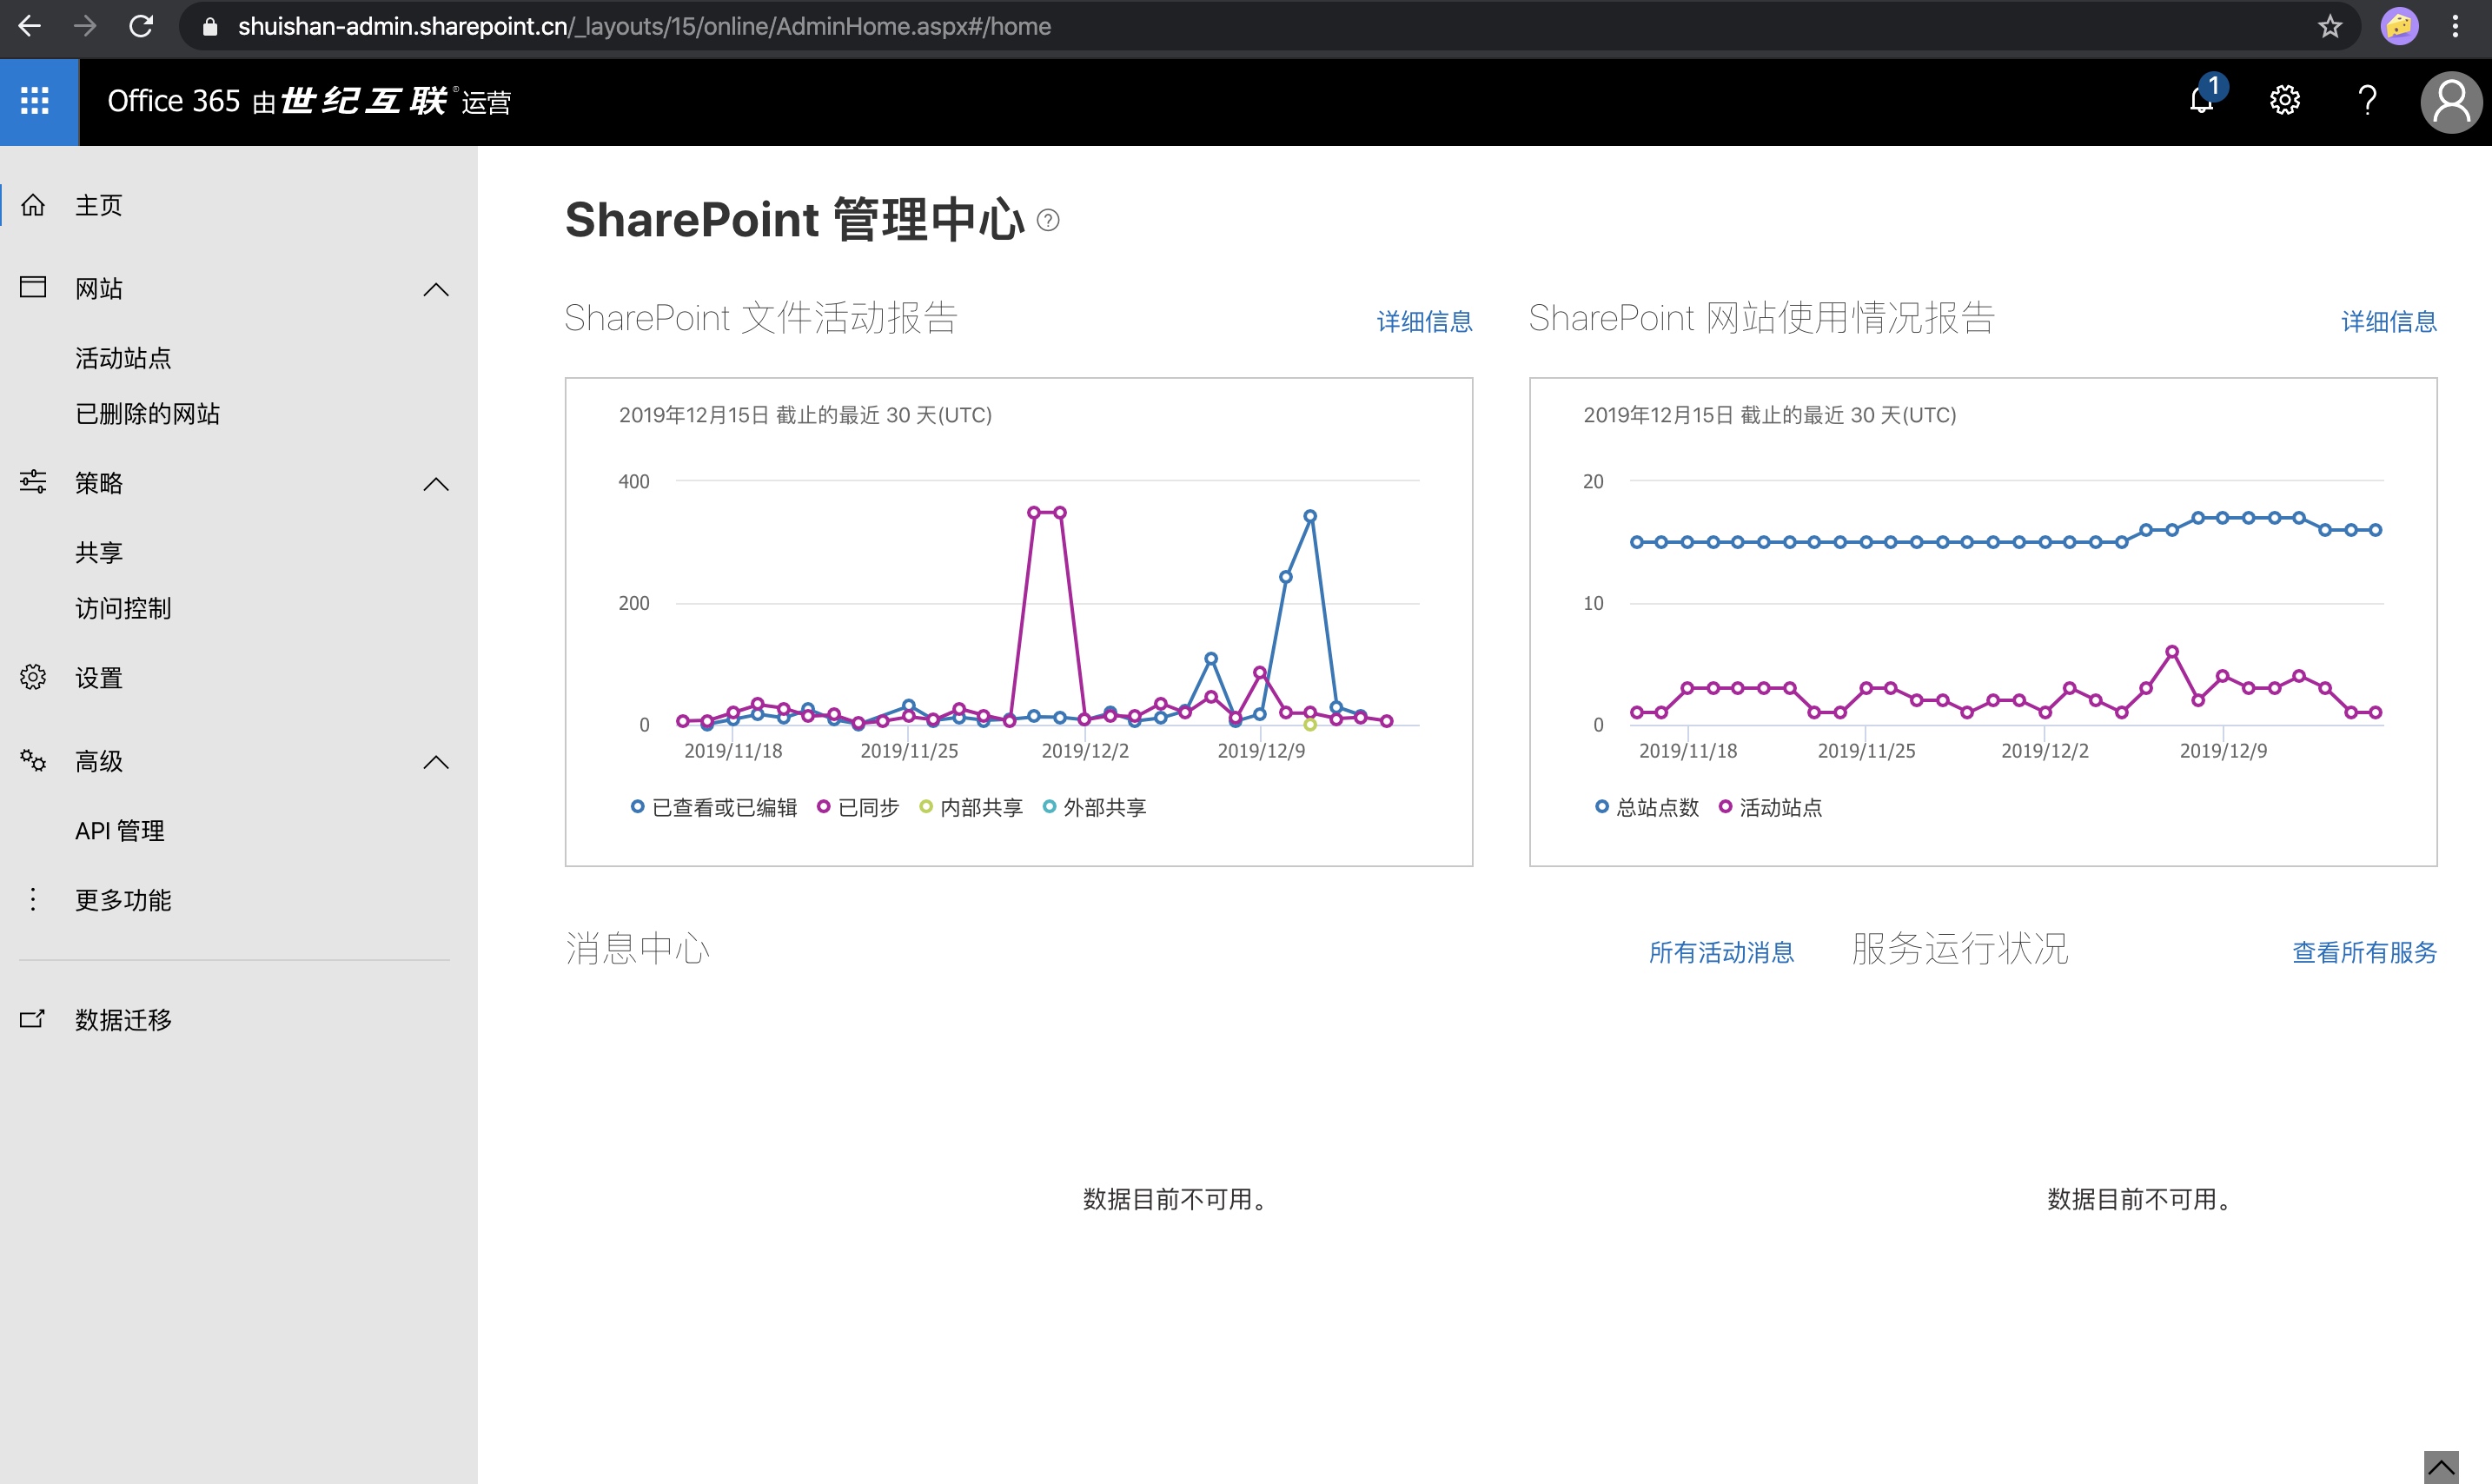 shuishan-admin.sharepoint.cn/_layouts/15/online/AdminHome.aspx#/home
Office 365 由世纪互联®运营
1
主页
网站
活动站点
已删除的网站
策略
共享
访问控制
设置
高级
API 管理
更多功能
数据迁移
SharePoint 管理中心
SharePoint 文件活动报告
详细信息
2019年12月15日 截止的最近 30 天(UTC)
400
200
0
2019/11/18 2019/11/25 2019/12/2 2019/12/9
已查看或已编辑 已同步 内部共享 外部共享
SharePoint 网站使用情况报告
详细信息
2019年12月15日 截止的最近 30 天(UTC)
20
10
0
2019/11/18 2019/11/25 2019/12/2 2019/12/9
总站点数 活动站点
消息中心
所有活动消息
数据目前不可用。
服务运行状况
查看所有服务
数据目前不可用。